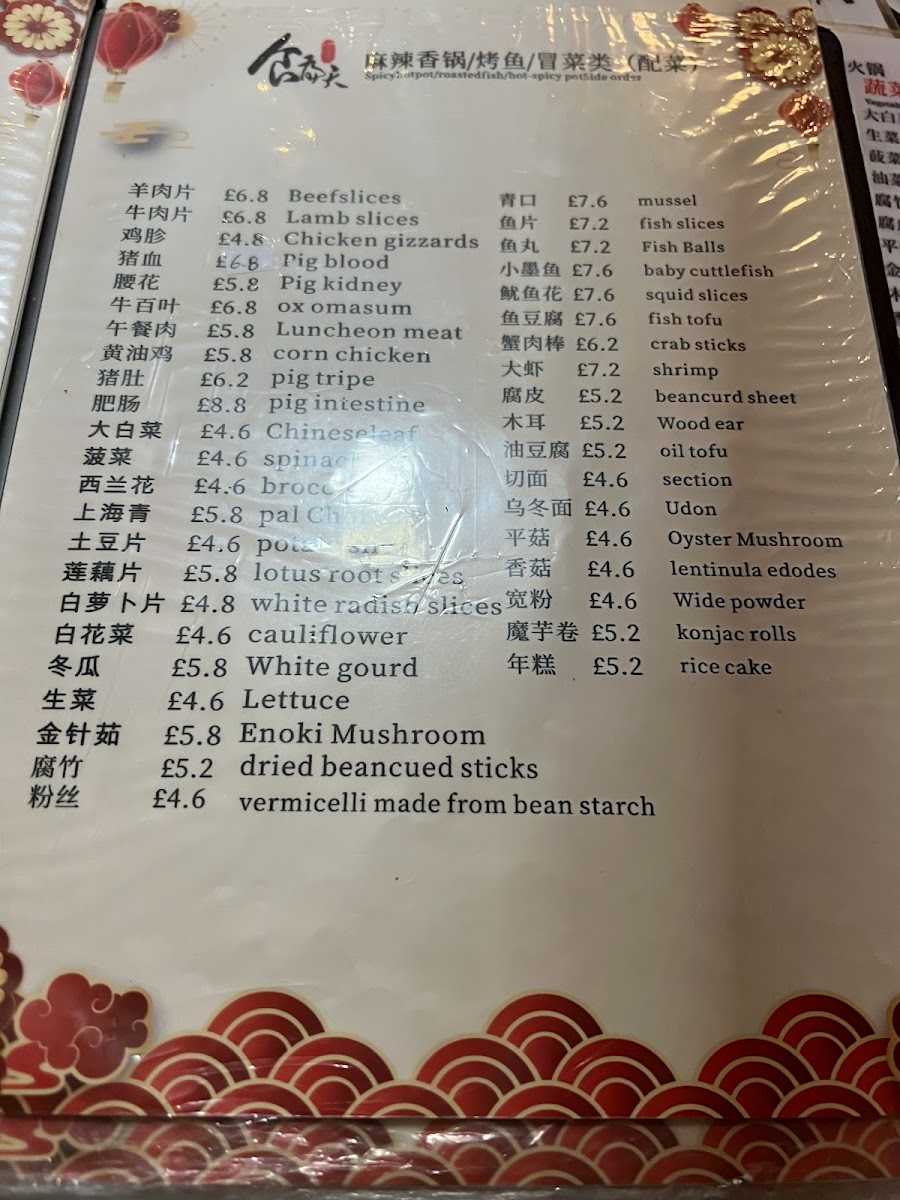 食为天
麻辣香锅/烤鱼/冒菜类（配菜）
Spicyhotpot/roastedfish/hot-spicy potSide order
羊肉片 £6.8 Beefslices
牛肉片 £6.8 Lamb slices
鸡胗 £4.8 Chicken gizzards
猪血 £6.8 Pig blood
腰花 £5.8 Pig kidney
牛百叶 £6.8 ox omasum
午餐肉 £5.8 Luncheon meat
黄油鸡 £5.8 corn chicken
猪肚 £6.2 pig tripe
肥肠 £8.8 pig intestine
大白菜 £4.6 Chineseleaf
菠菜 £4.6 spinach
西兰花 £4.6
上海青 £5.8 pal
土豆片 £4.6
莲藕片 £5.8 lotus root slices
白萝卜片 £4.8 white radish slices
白花菜 £4.6 cauliflower
冬瓜 £5.8 White gourd
生菜 £4.6 Lettuce
金针茹 £5.8 Enoki Mushroom
腐竹 £5.2 dried beancued sticks
粉丝 £4.6 vermicelli made from bean starch
青口 £7.6 mussel
鱼片 £7.2 fish slices
鱼丸 £7.2 Fish Balls
小墨鱼 £7.6 baby cuttlefish
鱿鱼花 £7.6 squid slices
鱼豆腐 £7.6 fish tofu
蟹肉棒 £6.2 crab sticks
大虾 £7.2 shrimp
腐皮 £5.2 beancurd sheet
木耳 £5.2 Wood ear
油豆腐 £5.2 oil tofu
切面 £4.6 section
乌冬面 £4.6 Udon
平菇 £4.6 Oyster Mushroom
香菇 £4.6 lentinula edodes
宽粉 £4.6 Wide powder
魔芋卷 £5.2 konjac rolls
年糕 £5.2 rice cake
火锅
大白
生菜